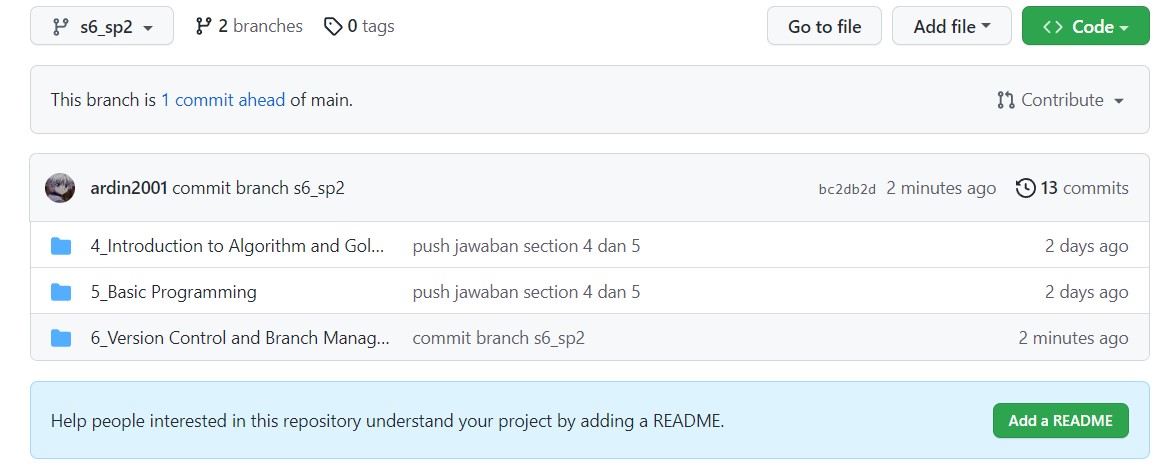 s6_sp2 2 branches 0 tags Go to file Add file Code
This branch is 1 commit ahead of main. Contribute
ardin2001 commit branch s6_sp2 bc2db2d 2 minutes ago 13 commits
4_Introduction to Algorithm and Gol... push jawaban section 4 dan 5 2 days ago
5_Basic Programming push jawaban section 4 dan 5 2 days ago
6_Version Control and Branch Manag... commit branch s6_sp2 2 minutes ago
Help people interested in this repository understand your project by adding a README. Add a README